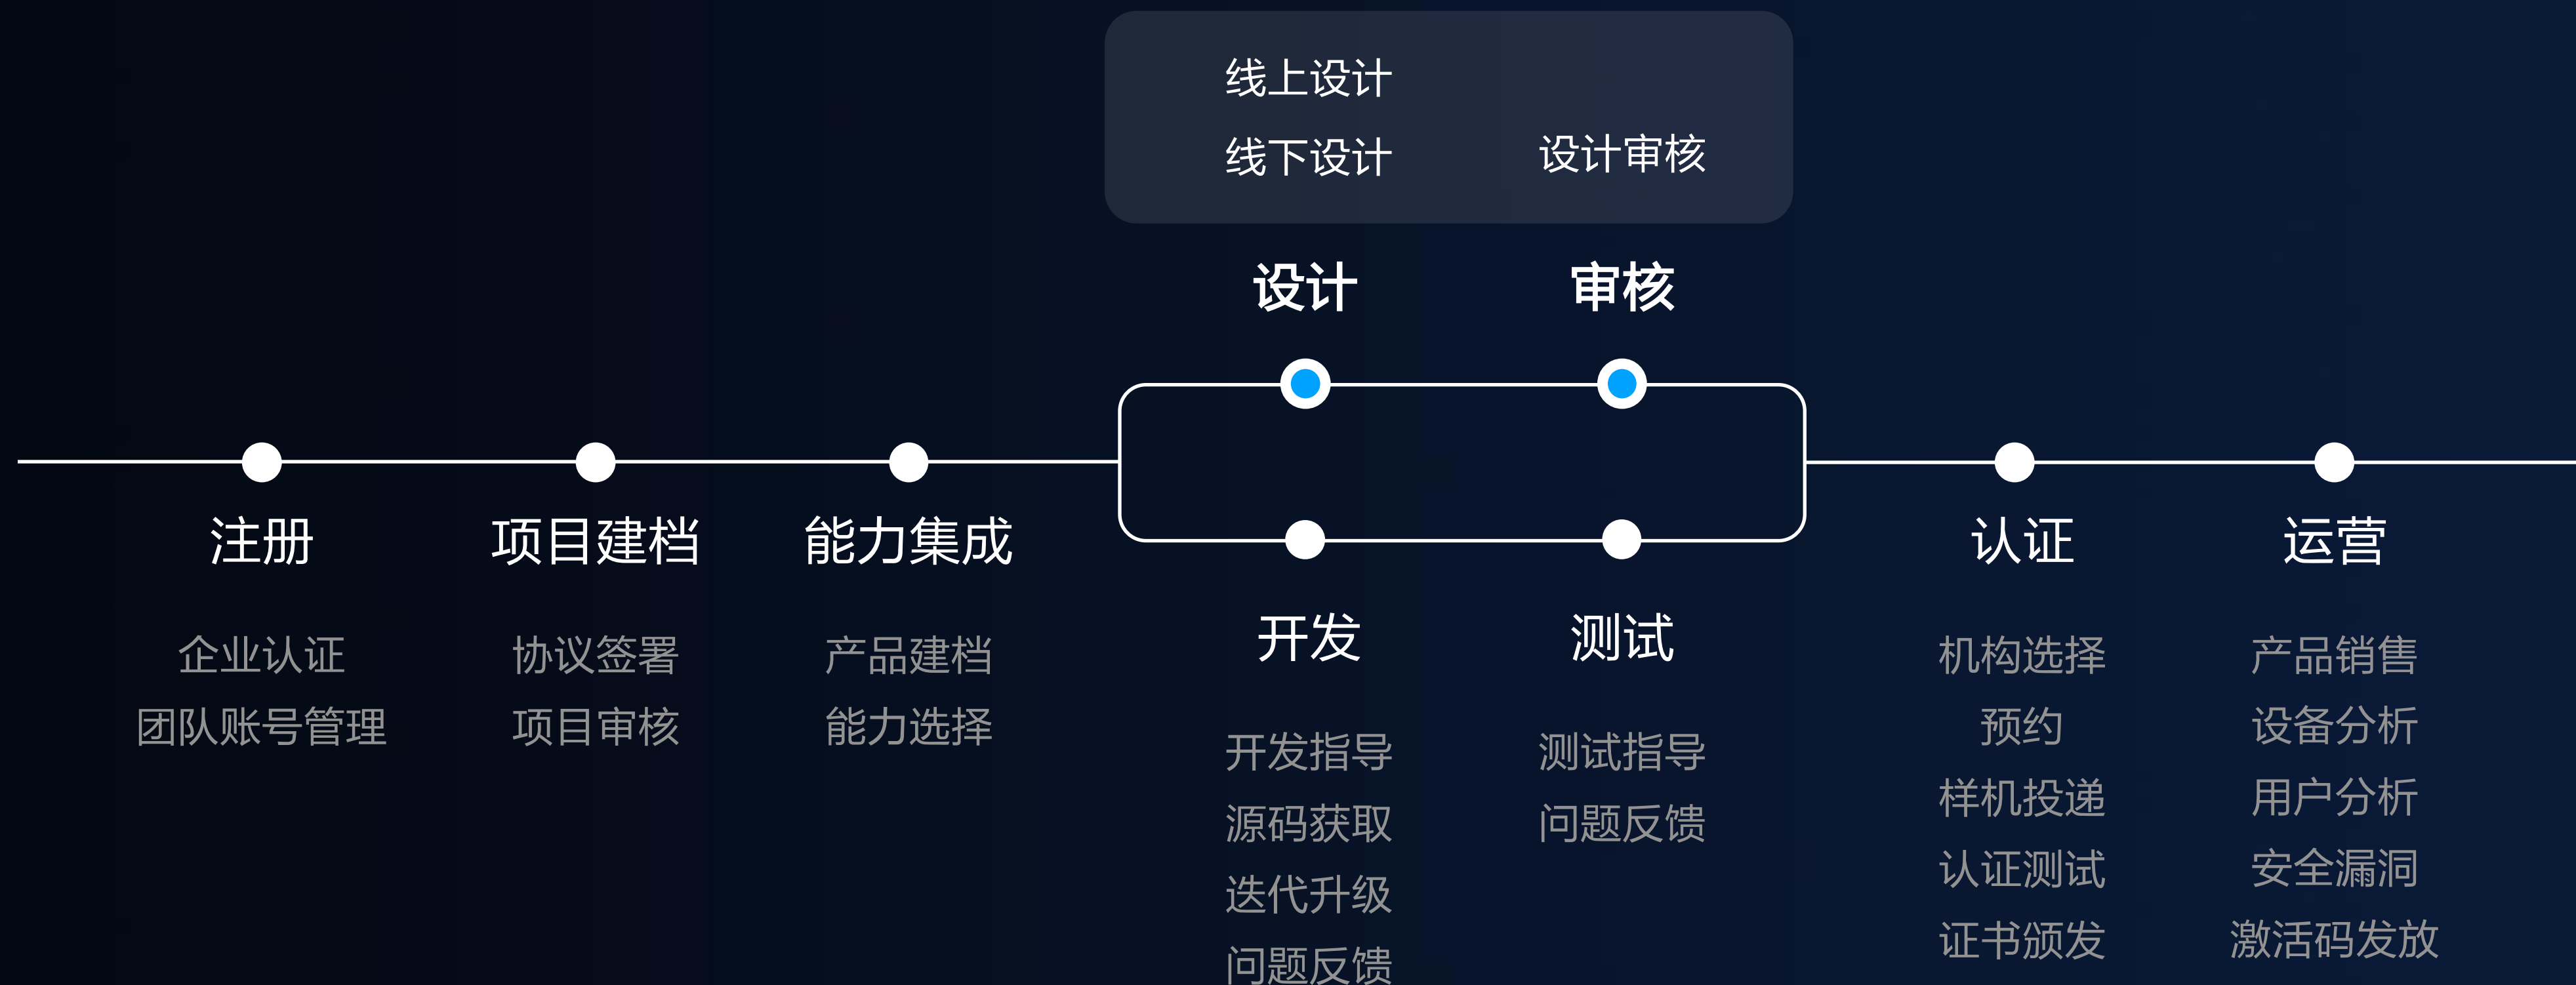 线上设计
线下设计
设计审核
设计
审核
注册
项目建档
能力集成
开发
测试
认证
运营
企业认证
团队账号管理
协议签署
项目审核
产品建档
能力选择
开发指导
源码获取
迭代升级
问题反馈
测试指导
问题反馈
机构选择
预约
样机投递
认证测试
证书颁发
产品销售
设备分析
用户分析
安全漏洞
激活码发放